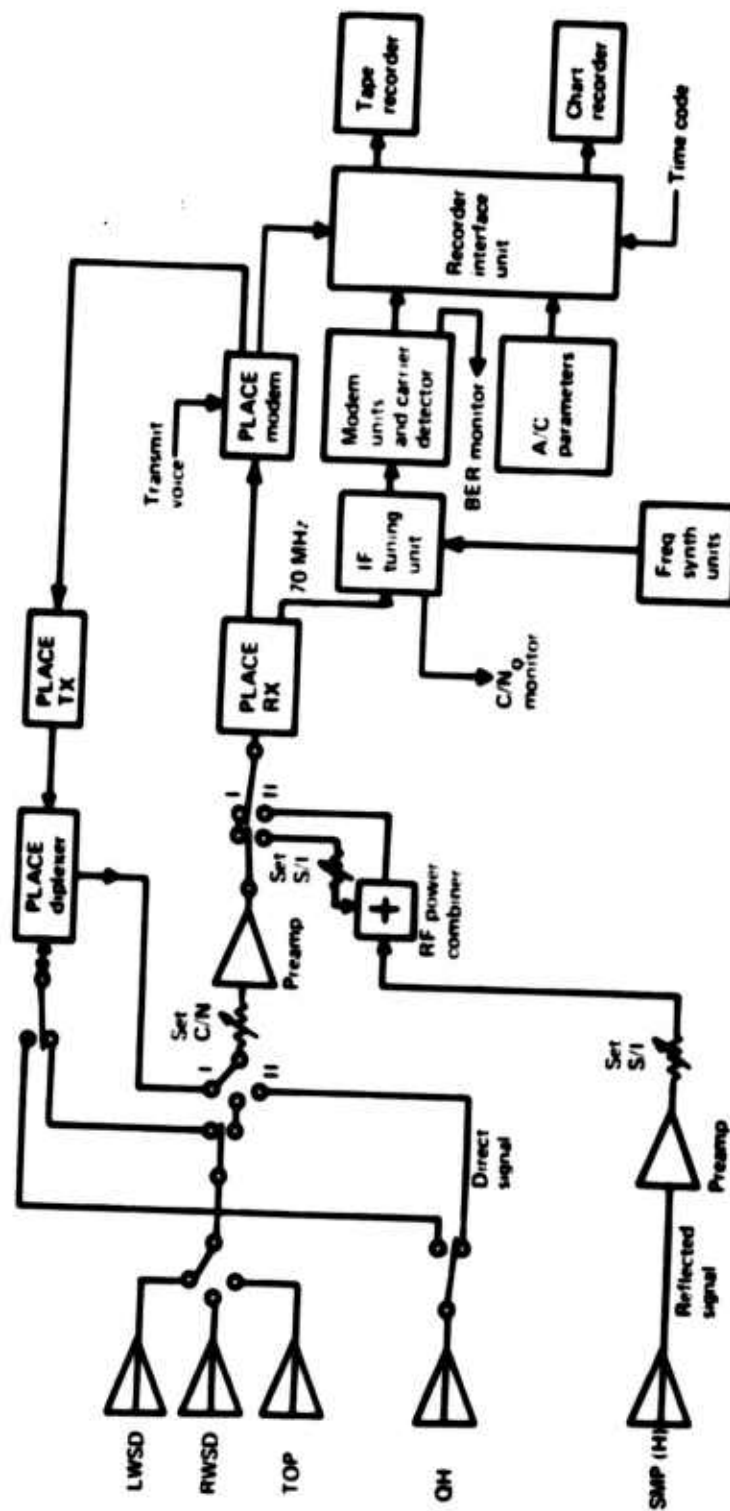 LWSD
RWSD
TOP
QH
SMP (H)
Direct
signal
Reflected
signal
Preamp
Set
S/I
I
II
Set
C/N
Preamp
PLACE
diplexer
PLACE
TX
I
II
Set
S/I
+
RF power
combiner
PLACE
RX
70 MHz
Transmit
voice
PLACE
modem
IF
tuning
unit
C/No
monitor
Freq
synth
units
Modem
units
and carrier
detector
BER monitor
A/C
parameters
Recorder
interface
unit
Tape
recorder
Chart
recorder
Time code